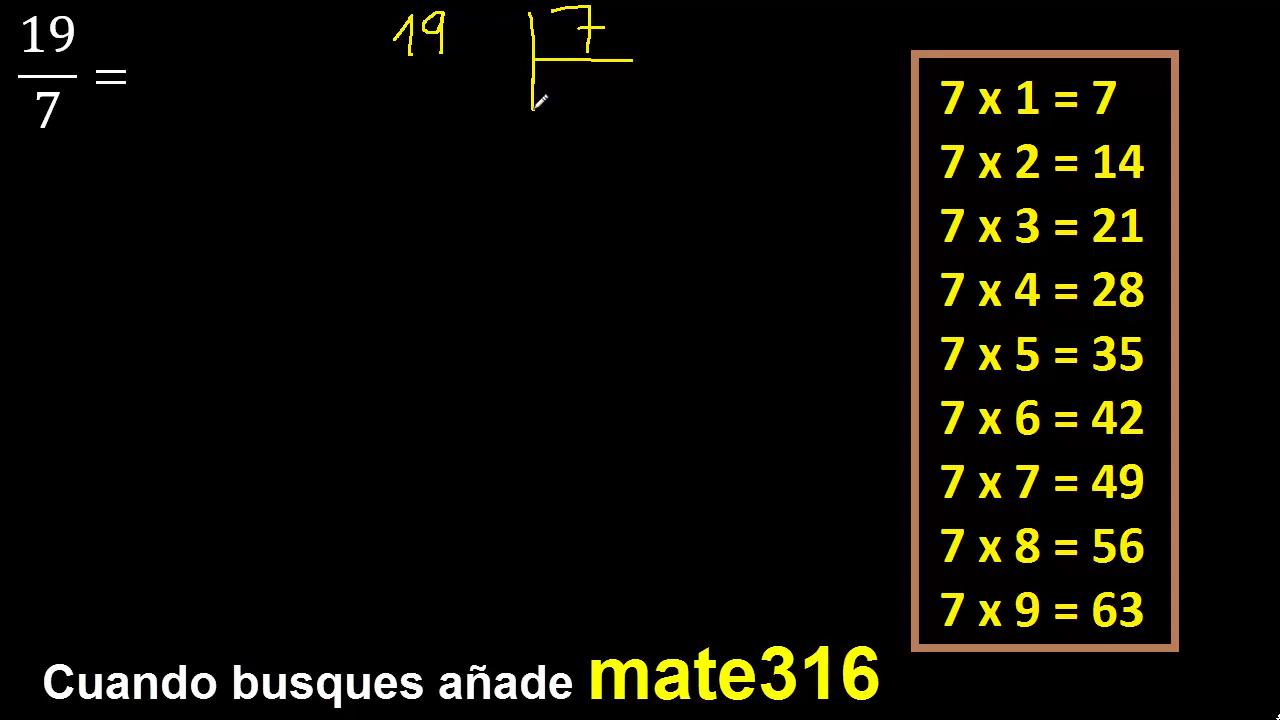 19
7 =
19 7
7 x 1 = 7
7 x 2 = 14
7 x 3 = 21
7 x 4 = 28
7 x 5 = 35
7 x 6 = 42
7 x 7 = 49
7 x 8 = 56
7 x 9 = 63
Cuando busques añade mate316